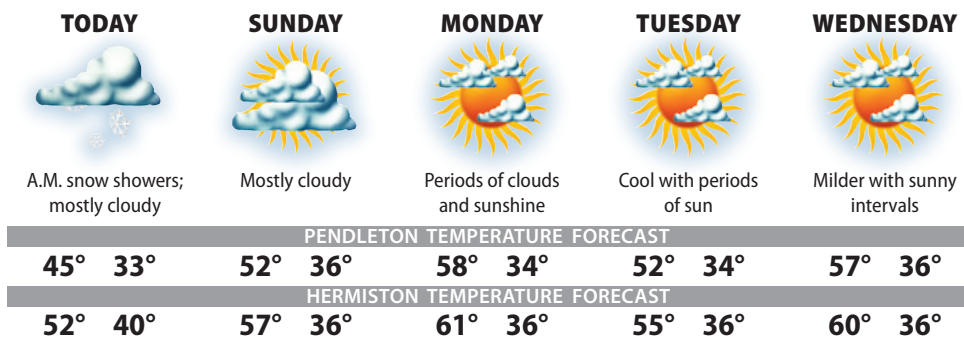 TODAY SUNDAY MONDAY TUESDAY WEDNESDAY
A.M. snow showers; Mostly cloudy Periods of clouds Cool with periods Milder with sunny
mostly cloudy and sunshine of sun intervals
PENDLETON TEMPERATURE FORECAST
45° 33° 52° 36° 58° 34° 52° 34° 57° 36°
HERMISTON TEMPERATURE FORECAST
52° 40° 57° 36° 61° 36° 55° 36° 60° 36°